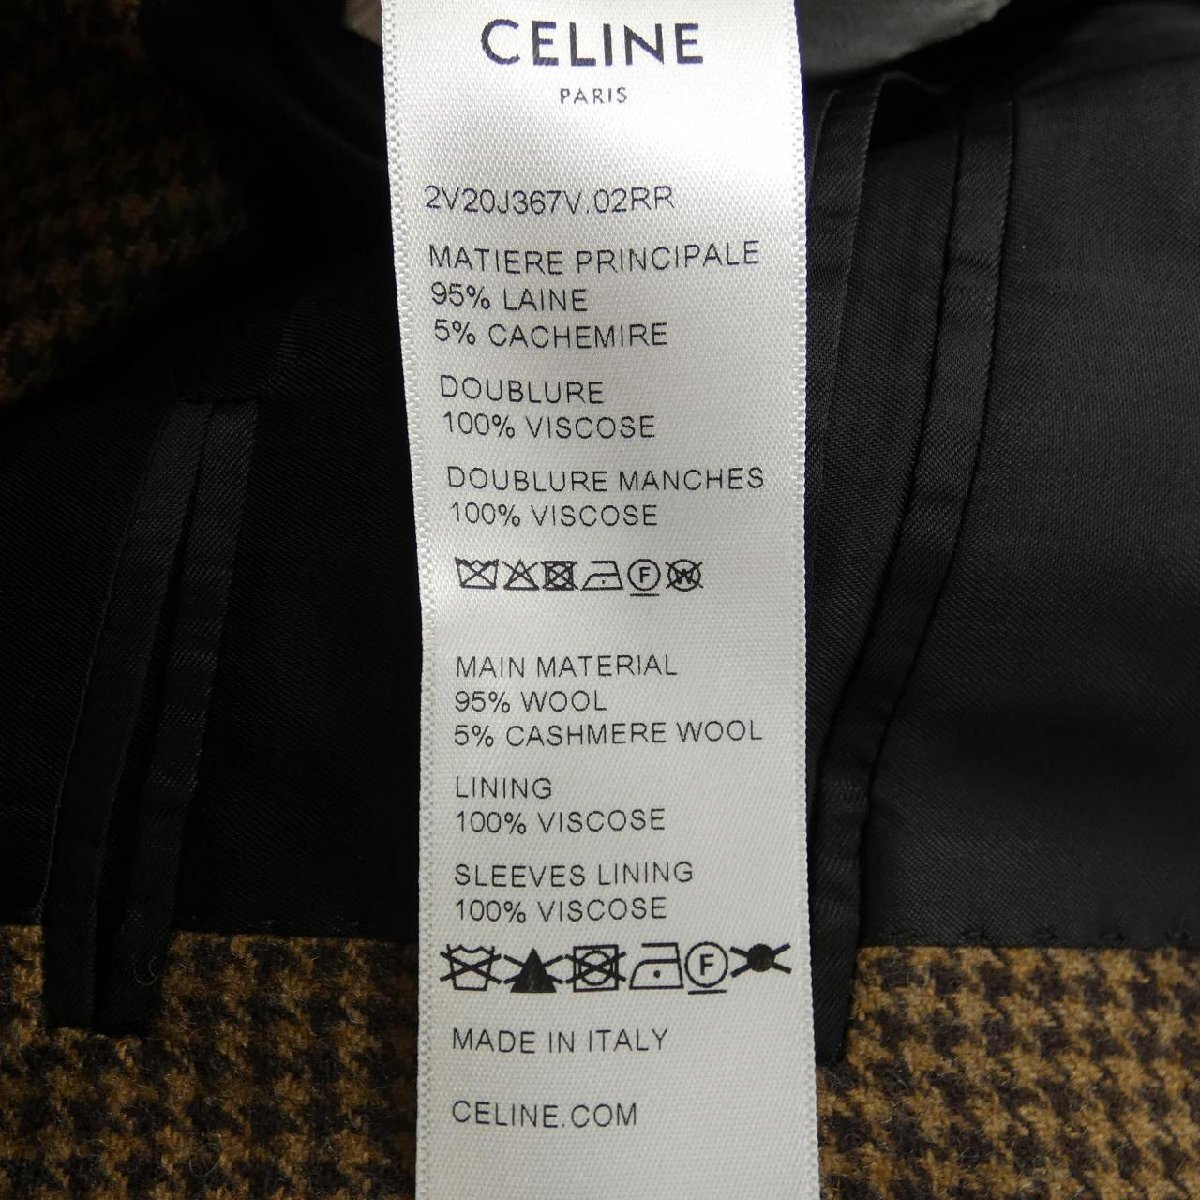 CELINE
PARIS
2V20J367V.02RR
MATIERE PRINCIPALE
95% LAINE
5% CACHEMIRE
DOUBLURE
100% VISCOSE
DOUBLURE MANCHES
100% VISCOSE
F W
MAIN MATERIAL
95% WOOL
5% CASHMERE WOOL
LINING
100% VISCOSE
SLEEVES LINING
100% VISCOSE
F
MADE IN ITALY
CELINE.COM